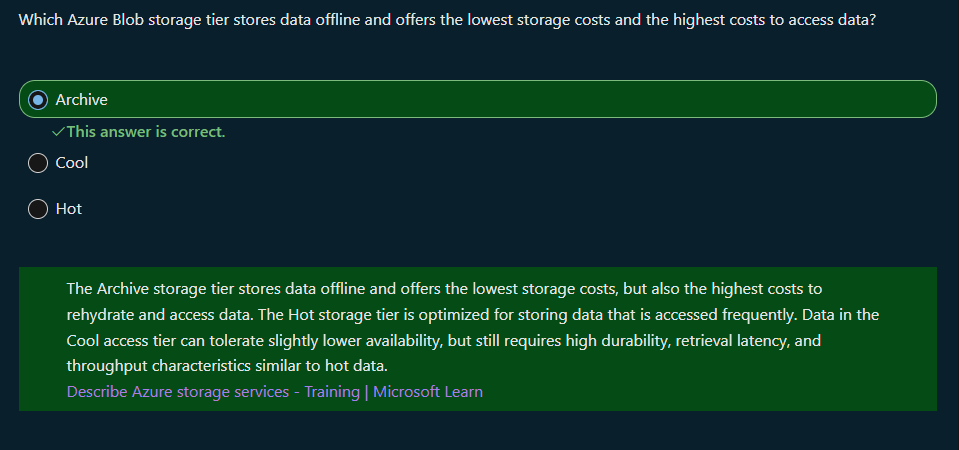 Which Azure Blob storage tier stores data offline and offers the lowest storage costs and the highest costs to access data?
Archive
✓This answer is correct.
Cool
Hot
The Archive storage tier stores data offline and offers the lowest storage costs, but also the highest costs to
rehydrate and access data. The Hot storage tier is optimized for storing data that is accessed frequently. Data in the
Cool access tier can tolerate slightly lower availability, but still requires high durability, retrieval latency, and
throughput characteristics similar to hot data.
Describe Azure storage services - Training | Microsoft Learn